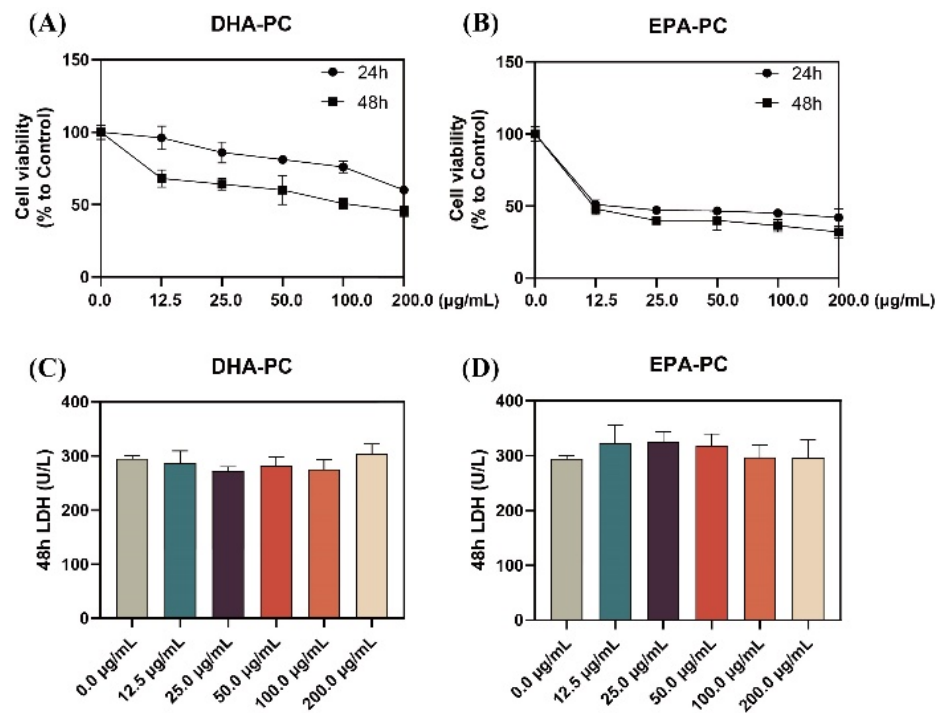 (A)
DHA-PC
Cell viability
(% to Control)
150
100
50
0
24h
48h
0.0 12.5 25.0 50.0 100.0 200.0 (µg/mL)
(B)
EPA-PC
Cell viability
(% to Control)
150
100
50
0
24h
48h
0.0 12.5 25.0 50.0 100.0 200.0 (µg/mL)
(C)
DHA-PC
48h LDH (U/L)
400
300
200
100
0
0.0 µg/mL
12.5 µg/mL
25.0 µg/mL
50.0 µg/mL
100.0 µg/mL
200.0 µg/mL
(D)
EPA-PC
48h LDH (U/L)
400
300
200
100
0
0.0 µg/mL
12.5 µg/mL
25.0 µg/mL
50.0 µg/mL
100.0 µg/mL
200.0 µg/mL